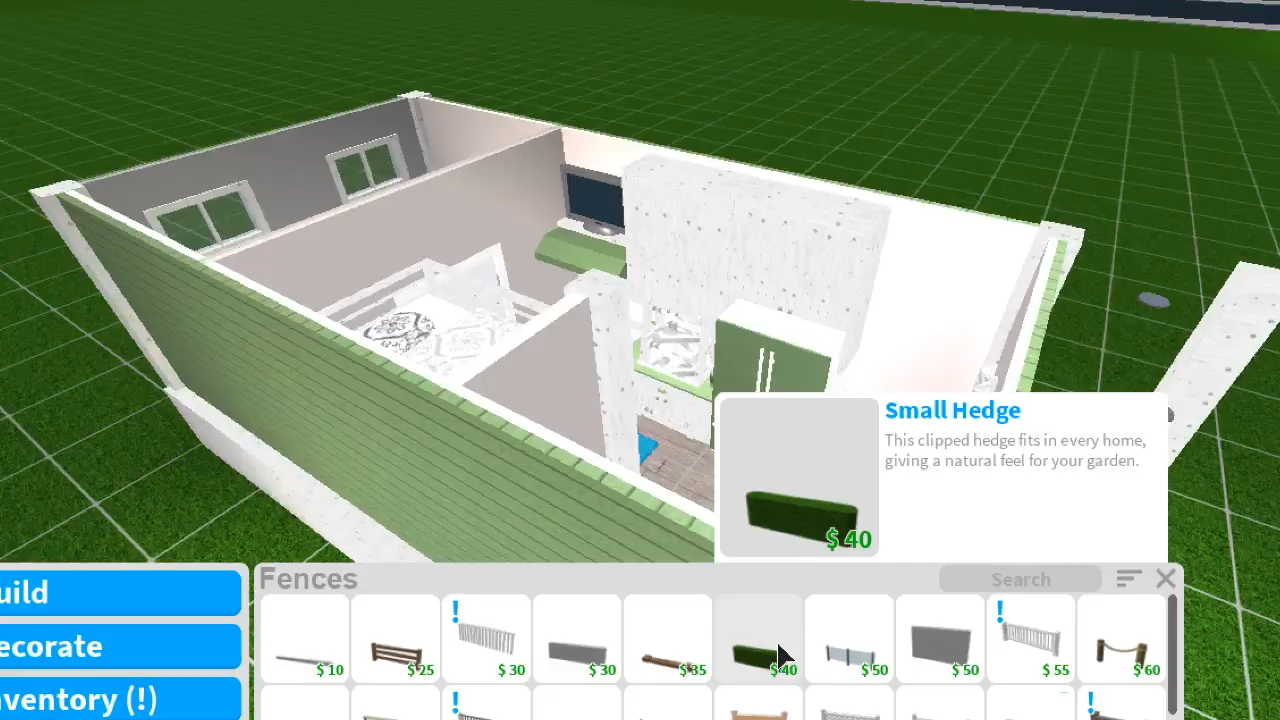 Small Hedge
This clipped hedge fits in every home,
giving a natural feel for your garden.
$ 40
uild
ecorate
nventory (!)
Fences
Search
$ 10
$ 25
! $ 30
$ 30
$ 35
$ 40
$ 50
$ 50
! $ 55
$ 60
!
!